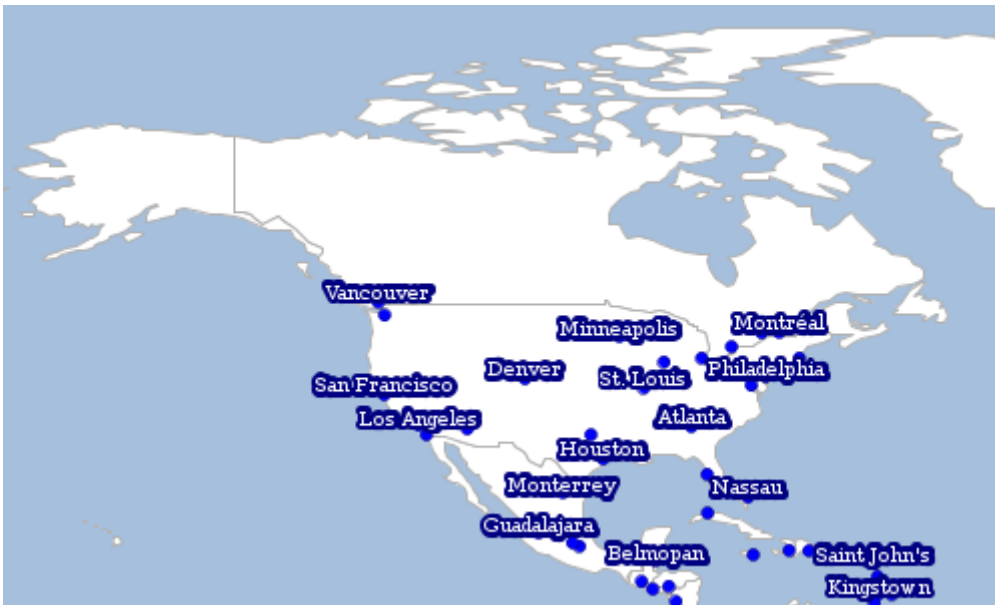 Vancouver
Minneapolis
Montréal
Denver
St. Louis
Philadelphia
San Francisco
Los Angeles
Atlanta
Houston
Monterrey
Nassau
Guadalajara
Belmopan
Saint John's
Kingstown